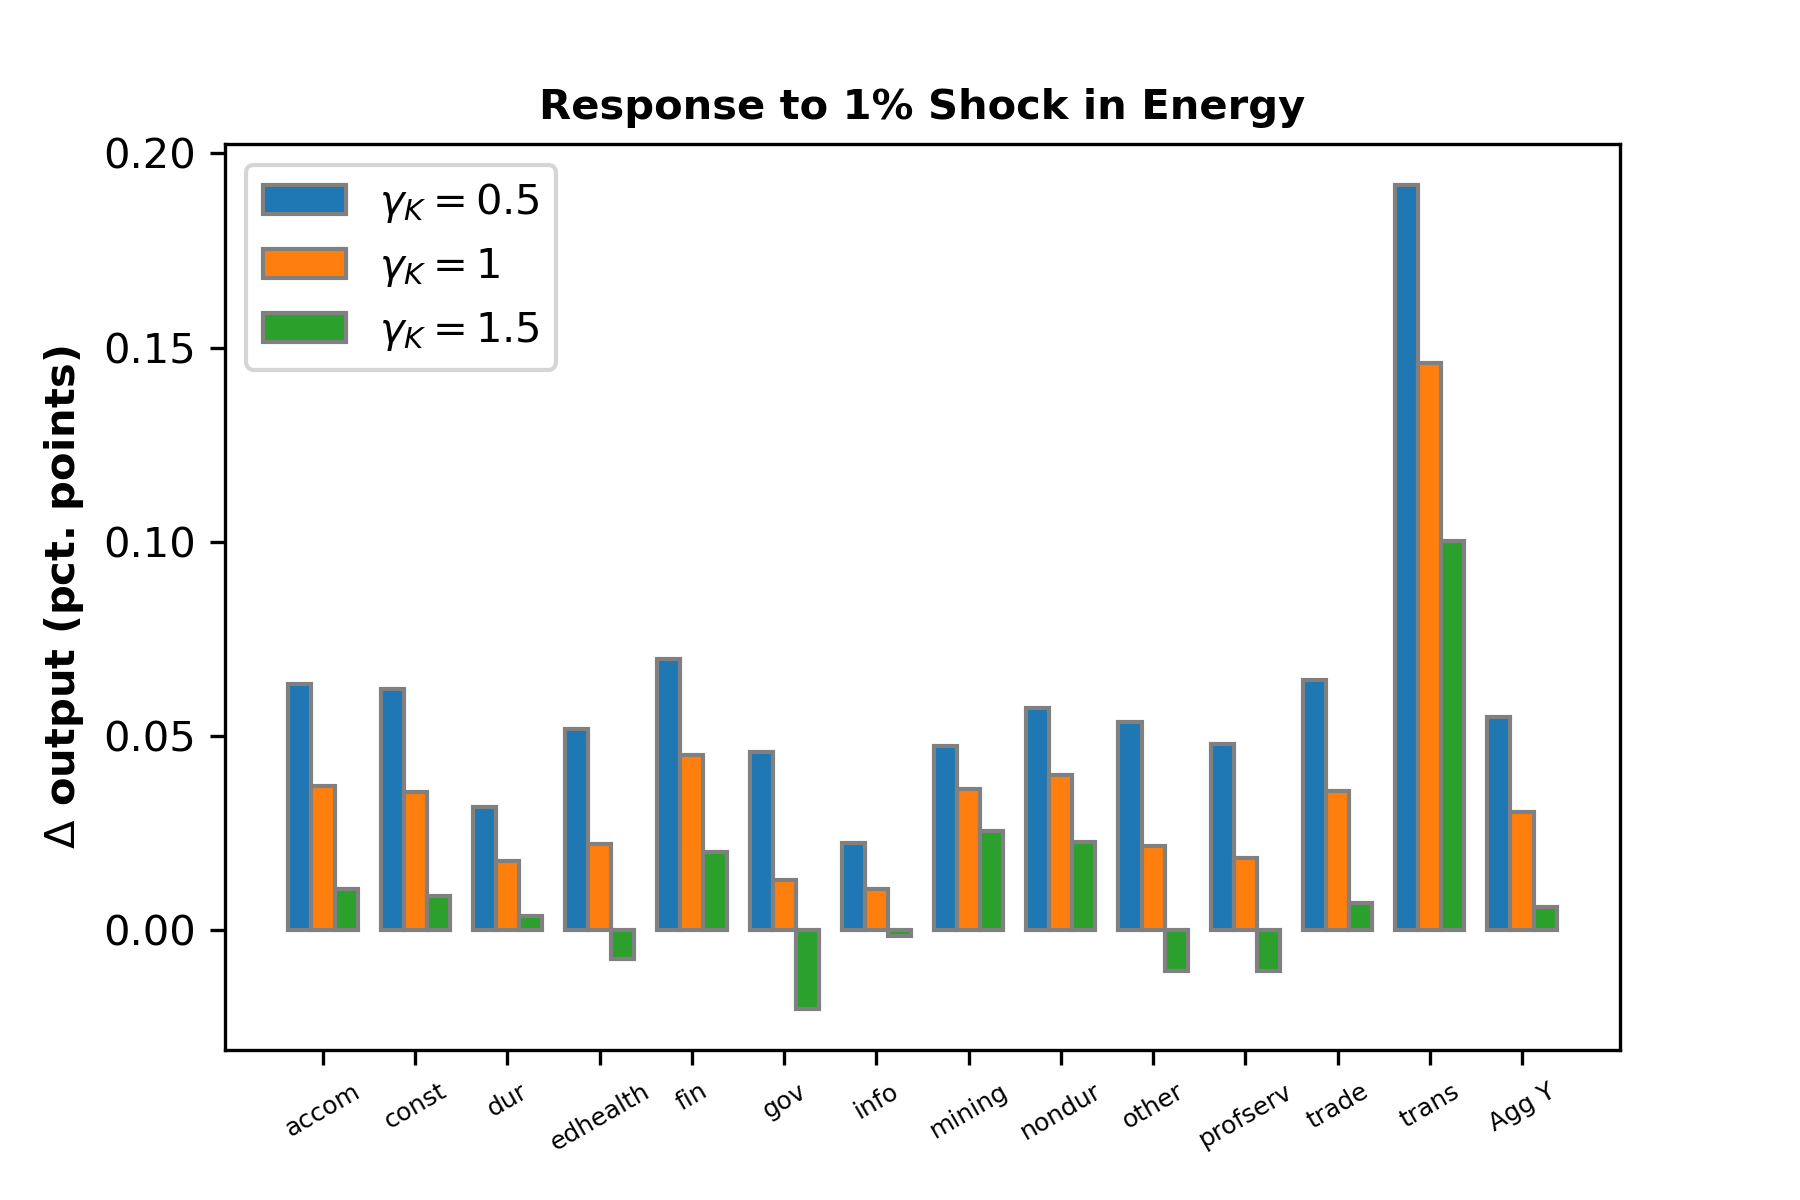 Response to 1% Shock in Energy
γK = 0.5
γK = 1
γK = 1.5
Δ output (pct. points)
0.20
0.15
0.10
0.05
0.00
accom
const
dur
edhealth
fin
gov
info
mining
nondur
other
profserv
trade
trans
Agg Y